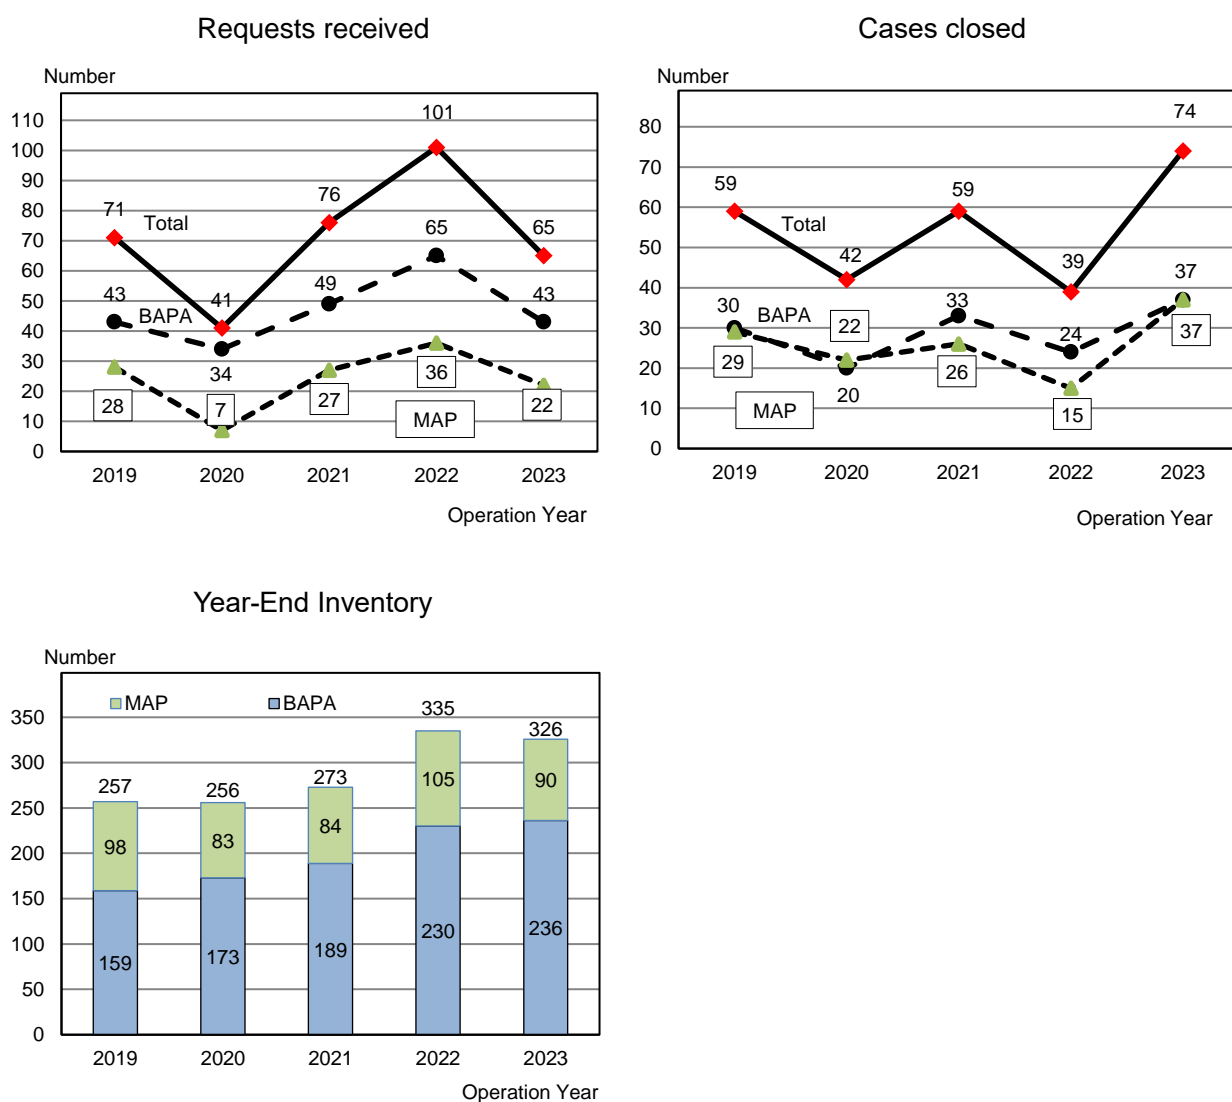 Requests received
Number
110
100
90
80
70
60
50
40
30
20
10
0
71
41
76
101
65
Total
43
34
49
65
43
BAPA
28
7
27
36
22
MAP
2019 2020 2021 2022 2023
Operation Year
Cases closed
Number
80
70
60
50
40
30
20
10
0
59
42
59
39
74
Total
30
20
33
24
37
BAPA
29
22
26
15
37
MAP
2019 2020 2021 2022 2023
Operation Year
Year-End Inventory
Number
350
300
250
200
150
100
50
0
MAP BAPA
257 256 273 335 326
98 83 84 105 90
159 173 189 230 236
2019 2020 2021 2022 2023
Operation Year